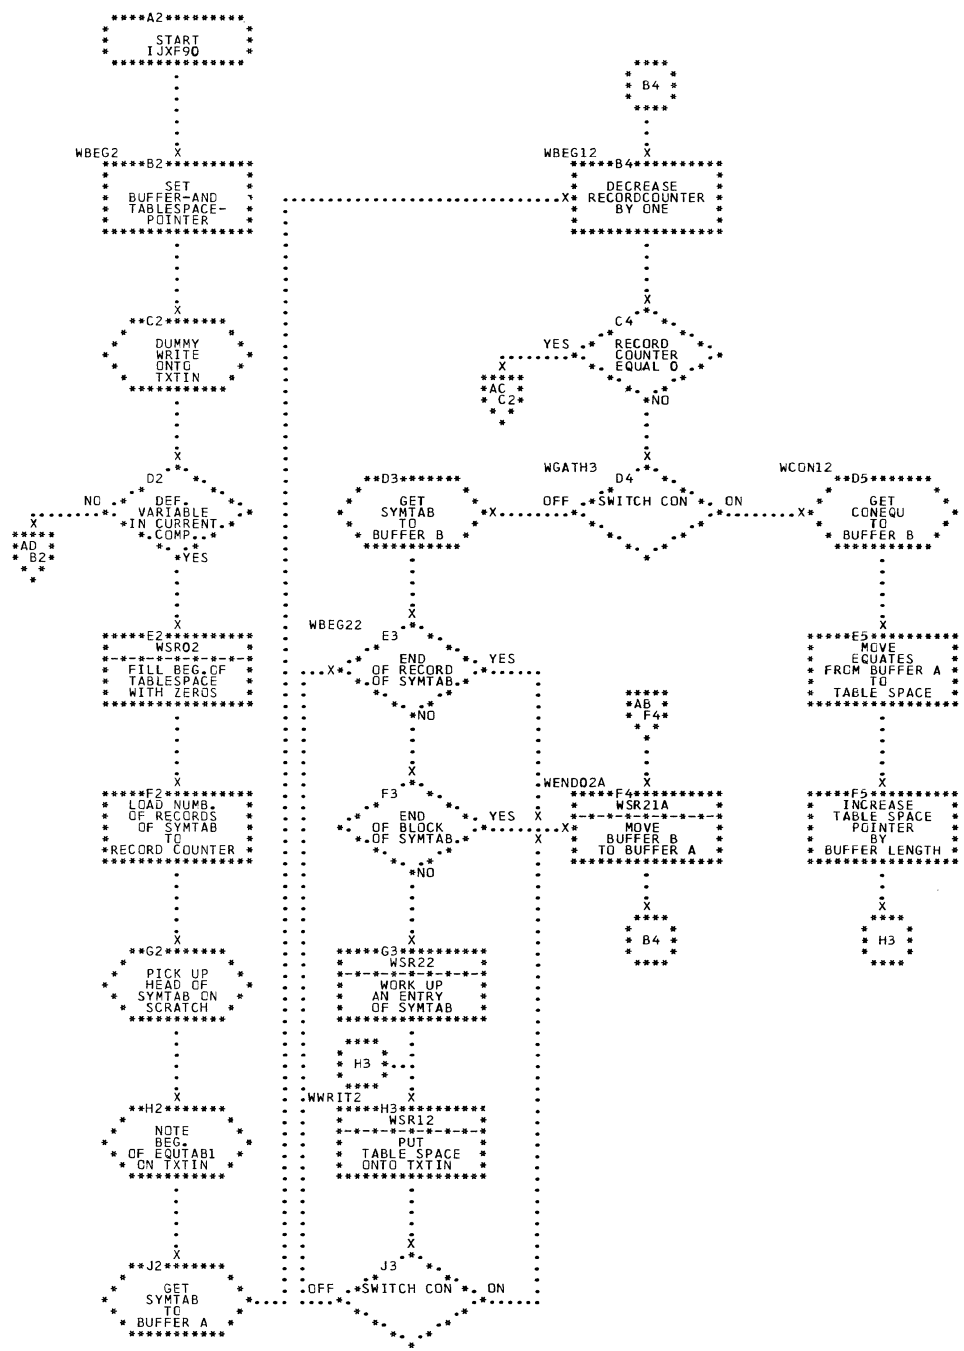 A2
START
IJXF90
B4
WBEG2
B2
SET
BUFFER-AND
TABLESPACE-
POINTER
WBEG12
B4
DECREASE
RECORDCOUNTER
BY ONE
C2
DUMMY
WRITE
ONTO
TXTIN
C4
YES
RECORD
COUNTER
EQUAL 0
NO
AC
C2
D2
NO
DEF.
VARIABLE
IN CURRENT
COMP.
YES
AD
B2
D3
GET
SYMTAB
TO
BUFFER B
WGATH3
D4
OFF
SWITCH CON
ON
WCON12
D5
GET
CONEQU
TO
BUFFER B
E2
WSR02
FILL BEG.OF
TABLESPACE
WITH ZEROS
WBEG22
E3
END
OF RECORD
OF SYMTAB
YES
NO
E5
MOVE
EQUATES
FROM BUFFER A
TO
TABLE SPACE
AB
F4
F2
LOAD NUMB.
OF RECORDS
OF SYMTAB
TO
RECORD COUNTER
F3
END
OF BLOCK
OF SYMTAB
YES
NO
WEND02A
F4
WSR21A
MOVE
BUFFER B
TO BUFFER A
F5
INCREASE
TABLE SPACE
POINTER
BY
BUFFER LENGTH
B4
H3
G2
PICK UP
HEAD OF
SYMTAB ON
SCRATCH
G3
WSR22
WORK UP
AN ENTRY
OF SYMTAB
H3
H2
NOTE
BEG.
OF EQUTAB1
ON TXTIN
WWRIT2
H3
WSR12
PUT
TABLE SPACE
ONTO TXTIN
J2
GET
SYMTAB
TO
BUFFER A
J3
OFF
SWITCH CON
ON